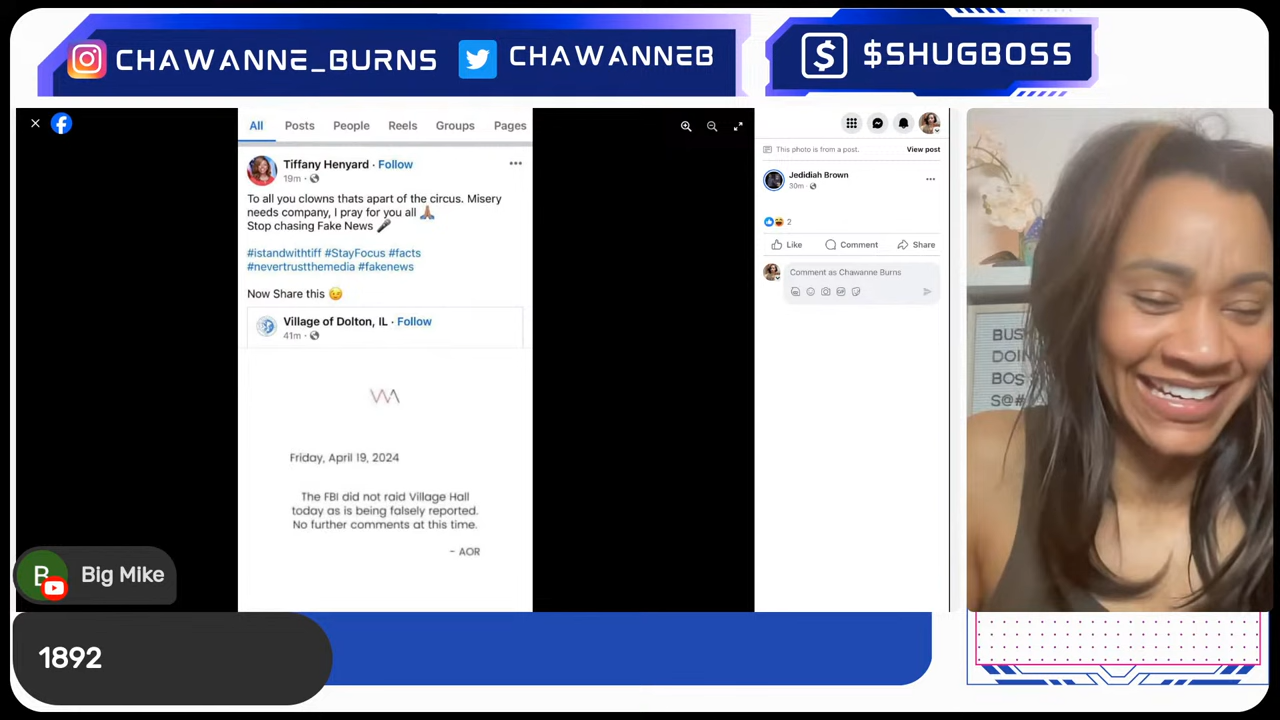 CHAWANNE_BURNS
CHAWANNEB
$SHUGBOSS
All Posts People Reels Groups Pages
Tiffany Henyard · Follow
19m ·
To all you clowns thats apart of the circus. Misery
needs company, I pray for you all 🙏🏽
Stop chasing Fake News 🎤
#istandwithtiff #StayFocus #facts
#nevertrustthemedia #fakenews
Now Share this 😉
Village of Dolton, IL · Follow
41m ·
Friday, April 19, 2024
The FBI did not raid Village Hall
today as is being falsely reported.
No further comments at this time.
- AOR
This photo is from a post. View post
Jedidiah Brown
30m ·
2
Like Comment Share
Comment as Chawanne Burns
BUS
DOIN
BOS
S@#
B Big Mike
1892